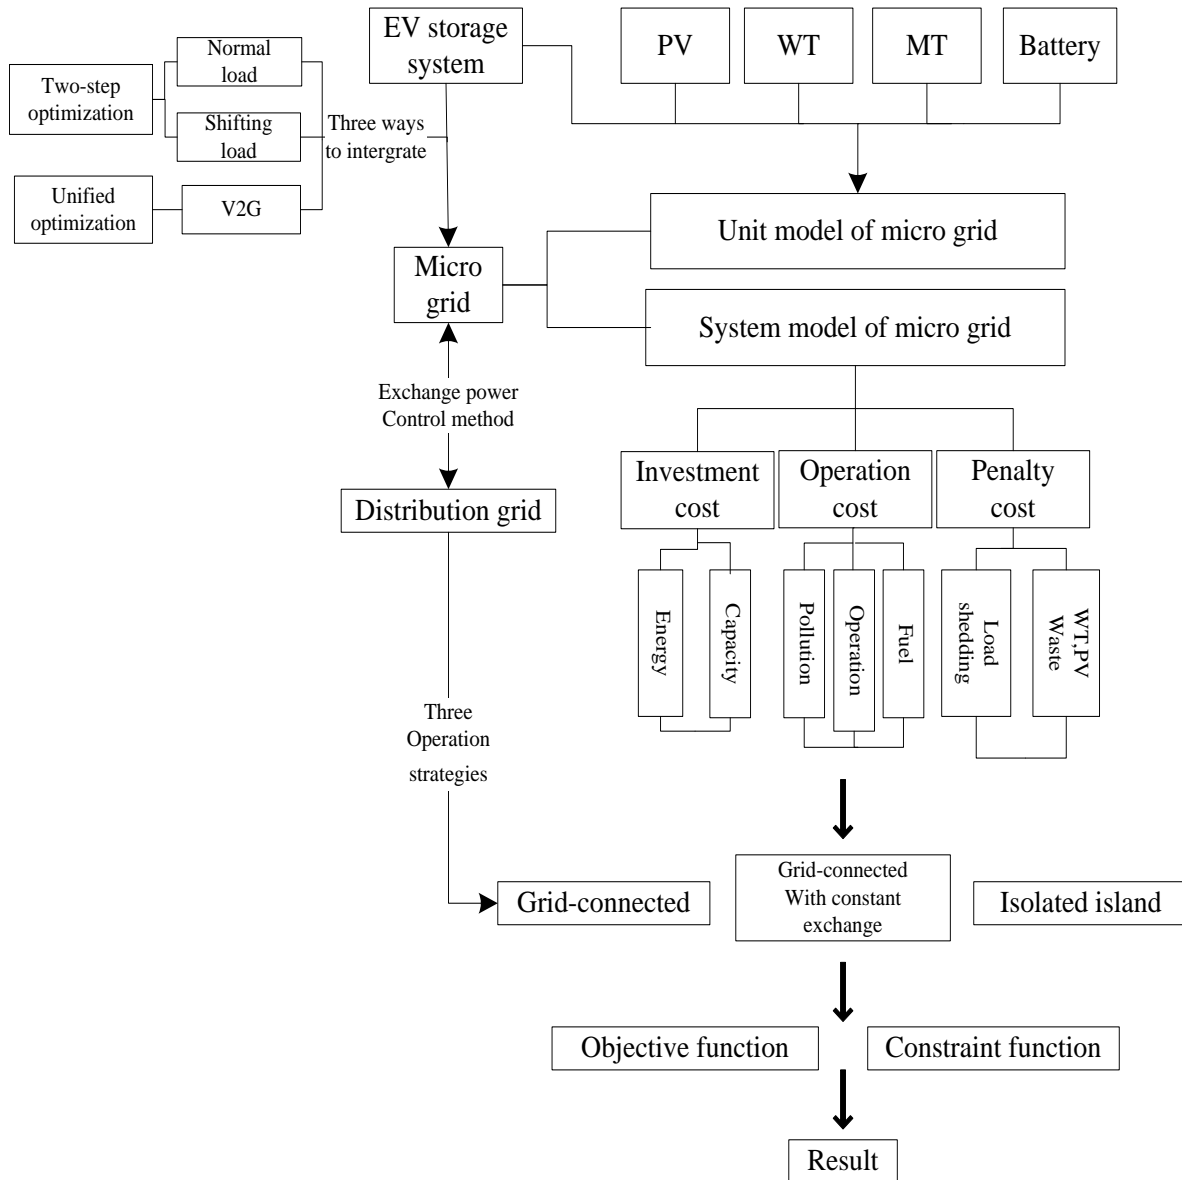 EV storage
system
PV
WT
MT
Battery
Normal
load
Two-step
optimization
Shifting
load
Three ways
to intergrate
Unified
optimization
V2G
Unit model of micro grid
Micro
grid
System model of micro grid
Exchange power
Control method
Investment
cost
Operation
cost
Penalty
cost
Distribution grid
Energy
Capacity
Pollution
Operation
Fuel
Load
shedding
WT,PV
Waste
Three
Operation
strategies
Grid-connected
Grid-connected
With constant
exchange
Isolated island
Objective function
Constraint function
Result